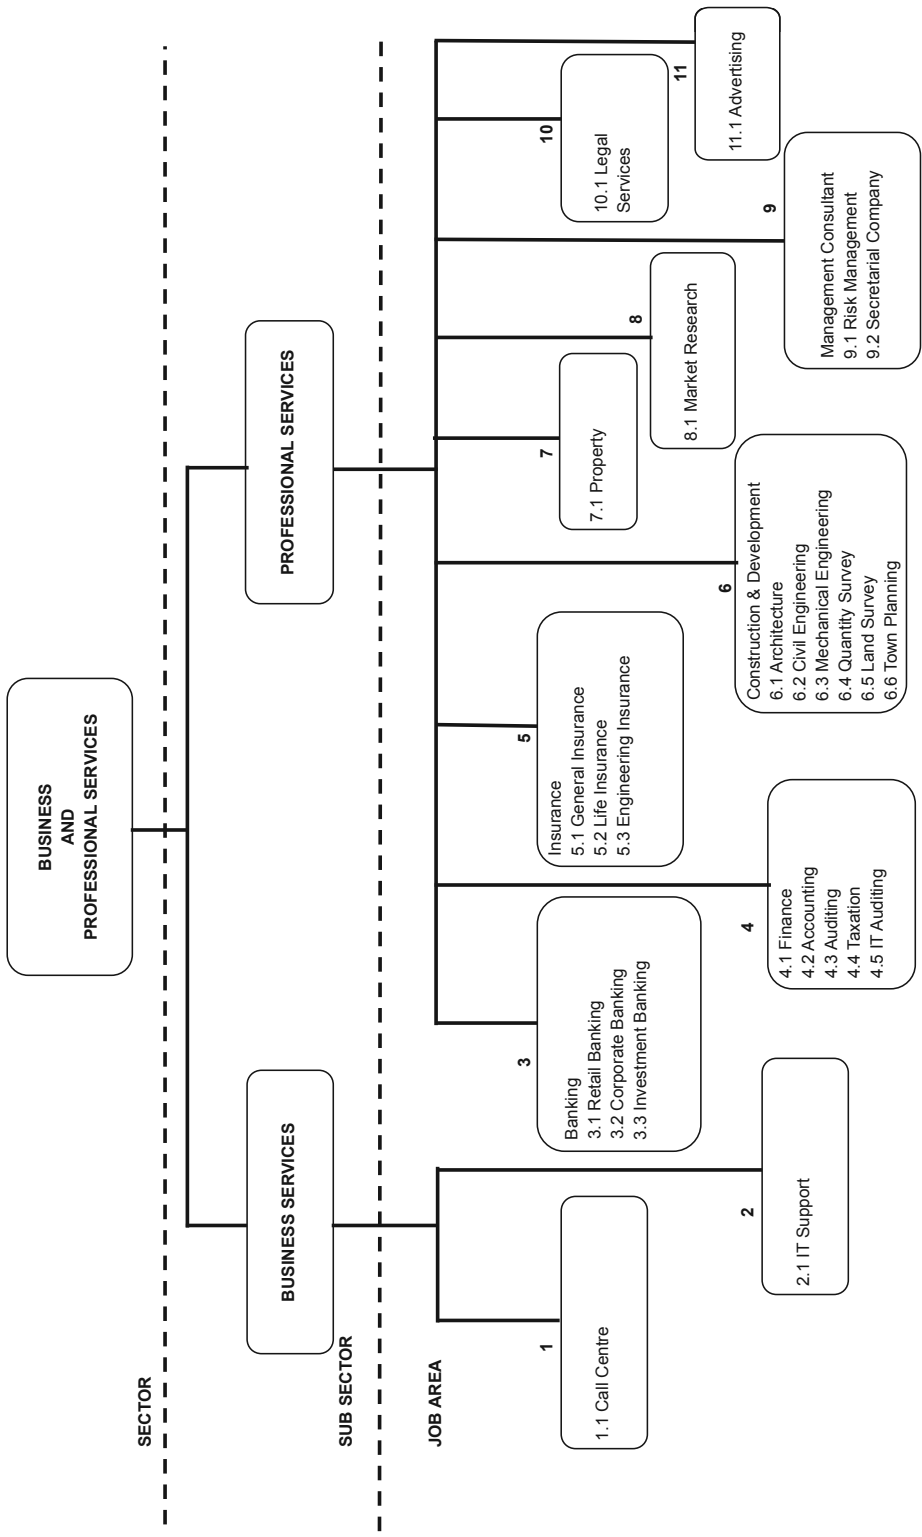 BUSINESS
AND
PROFESSIONAL SERVICES
SECTOR
BUSINESS SERVICES
PROFESSIONAL SERVICES
SUB SECTOR
JOB AREA
1
1.1 Call Centre
2
2.1 IT Support
3
Banking
3.1 Retail Banking
3.2 Corporate Banking
3.3 Investment Banking
4
4.1 Finance
4.2 Accounting
4.3 Auditing
4.4 Taxation
4.5 IT Auditing
5
Insurance
5.1 General Insurance
5.2 Life Insurance
5.3 Engineering Insurance
6
Construction & Development
6.1 Architecture
6.2 Civil Engineering
6.3 Mechanical Engineering
6.4 Quantity Survey
6.5 Land Survey
6.6 Town Planning
7
7.1 Property
8
8.1 Market Research
9
Management Consultant
9.1 Risk Management
9.2 Secretarial Company
10
10.1 Legal
Services
11
11.1 Advertising